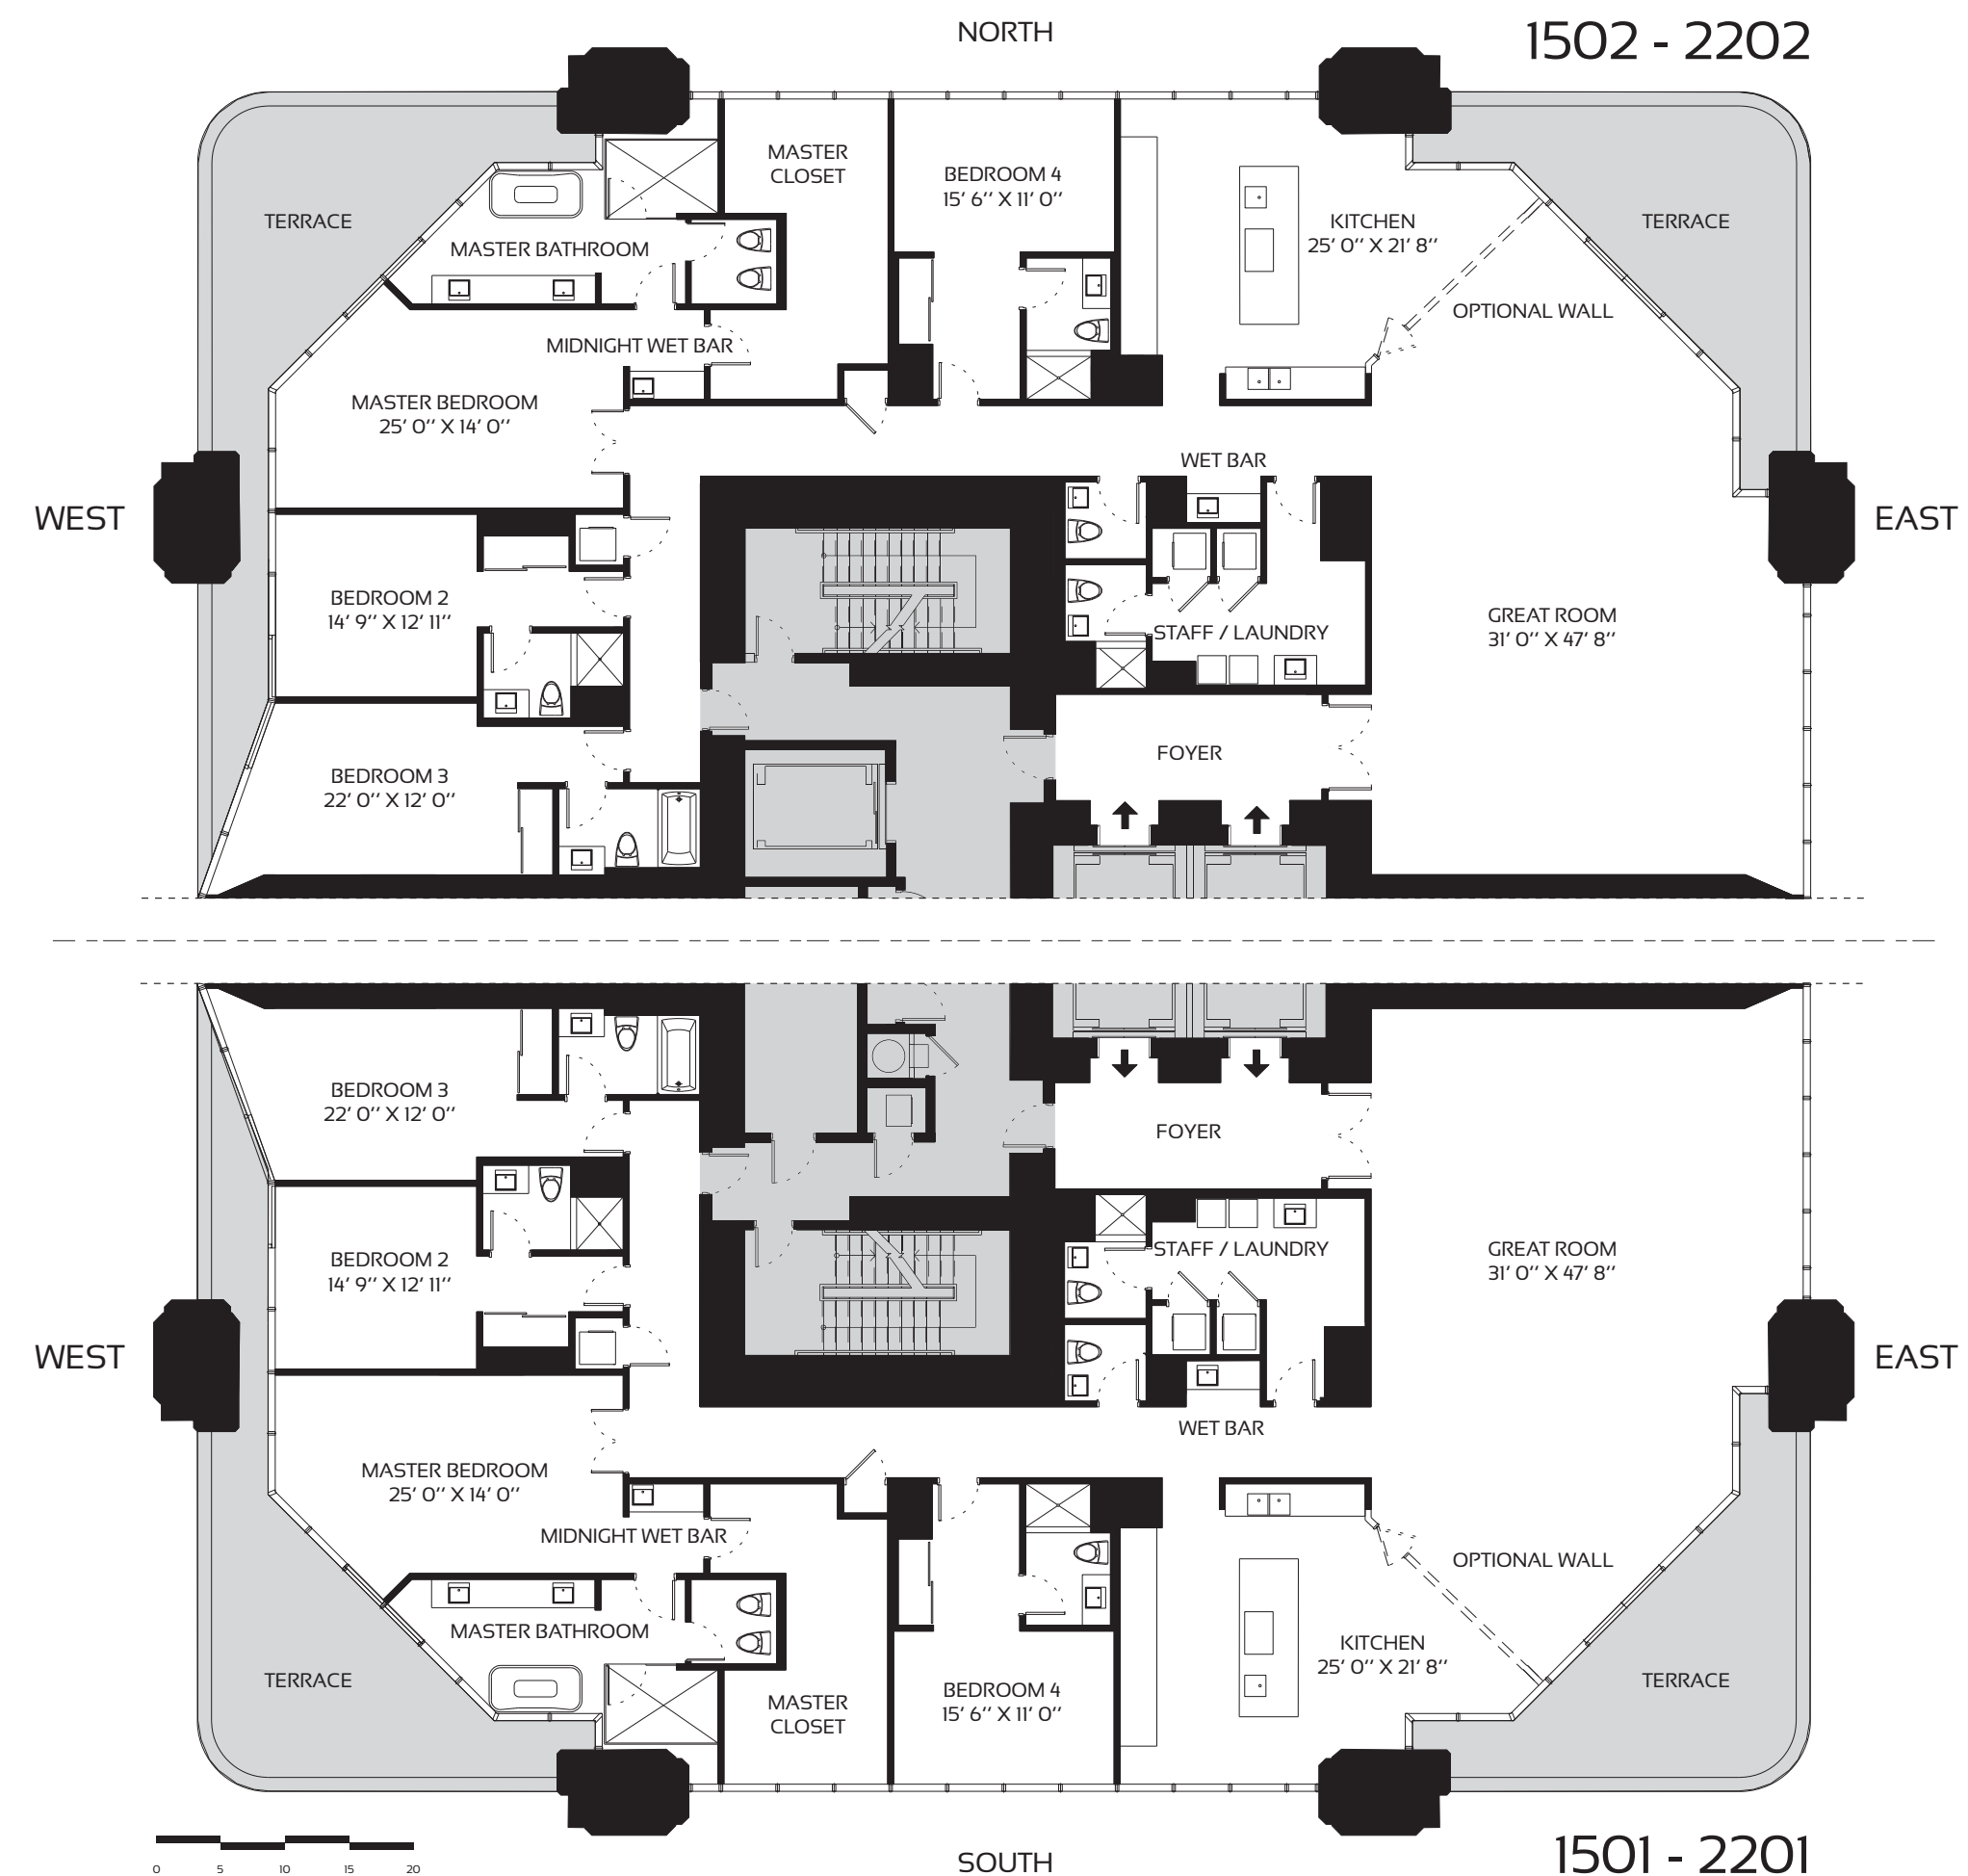 NORTH
1502 - 2202
MASTER
CLOSET
BEDROOM 4
15' 6'' X 11' 0''
TERRACE
KITCHEN
25' 0'' X 21' 8''
TERRACE
MASTER BATHROOM
OPTIONAL WALL
MIDNIGHT WET BAR
MASTER BEDROOM
25' 0'' X 14' 0''
WET BAR
WEST
EAST
BEDROOM 2
14' 9'' X 12' 11''
GREAT ROOM
31' 0'' X 47' 8''
STAFF / LAUNDRY
FOYER
BEDROOM 3
22' 0'' X 12' 0''
BEDROOM 3
22' 0'' X 12' 0''
FOYER
STAFF / LAUNDRY
GREAT ROOM
31' 0'' X 47' 8''
BEDROOM 2
14' 9'' X 12' 11''
WEST
EAST
WET BAR
MASTER BEDROOM
25' 0'' X 14' 0''
MIDNIGHT WET BAR
OPTIONAL WALL
MASTER BATHROOM
KITCHEN
25' 0'' X 21' 8''
TERRACE
TERRACE
BEDROOM 4
15' 6'' X 11' 0''
MASTER
CLOSET
0 5 10 15 20
SOUTH
1501 - 2201